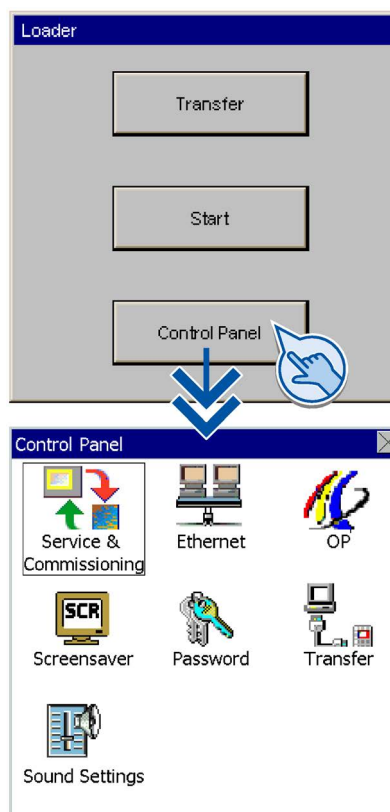 Loader
Transfer
Start
Control Panel
Control Panel
Service &
Commissioning
Ethernet
OP
SCR
Screensaver
Password
Transfer
Sound Settings